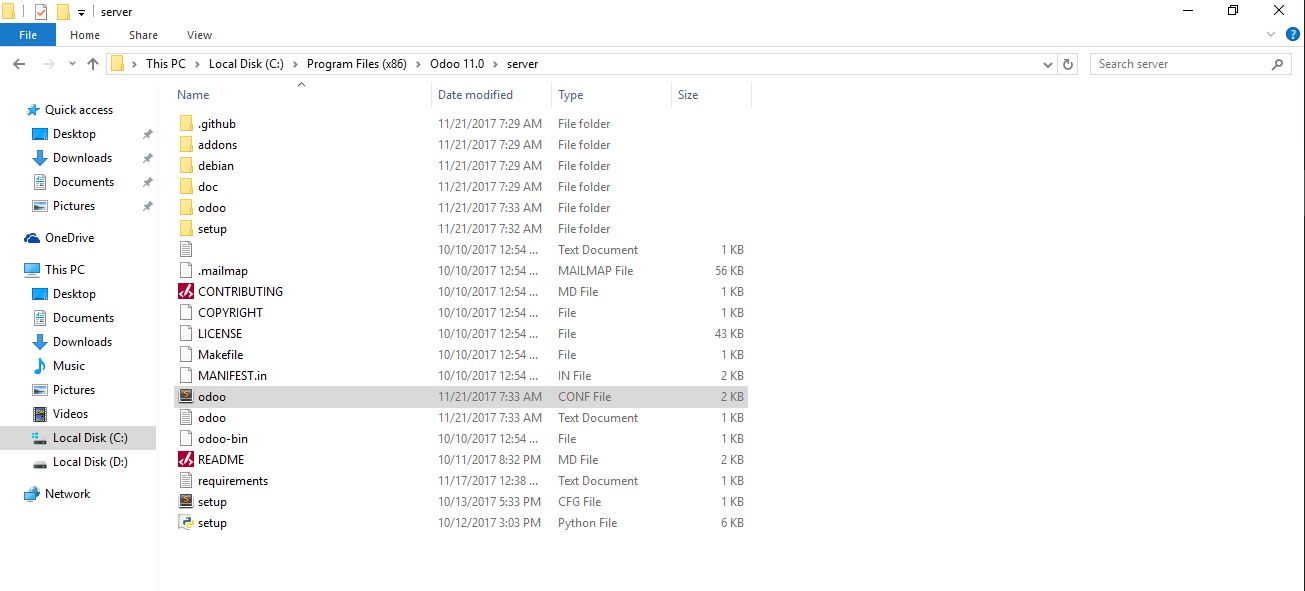 server
File Home Share View
This PC Local Disk (C:) Program Files (x86) Odoo 11.0 server Search server
Name Date modified Type Size
Quick access
Desktop
Downloads
Documents
Pictures
OneDrive
This PC
Desktop
Documents
Downloads
Music
Pictures
Videos
Local Disk (C:)
Local Disk (D:)
Network
.github 11/21/2017 7:29 AM File folder
addons 11/21/2017 7:29 AM File folder
debian 11/21/2017 7:29 AM File folder
doc 11/21/2017 7:29 AM File folder
odoo 11/21/2017 7:33 AM File folder
setup 11/21/2017 7:32 AM File folder
10/10/2017 12:54 ... Text Document 1 KB
.mailmap 10/10/2017 12:54 ... MAILMAP File 56 KB
CONTRIBUTING 10/10/2017 12:54 ... MD File 1 KB
COPYRIGHT 10/10/2017 12:54 ... File 1 KB
LICENSE 10/10/2017 12:54 ... File 43 KB
Makefile 10/10/2017 12:54 ... File 1 KB
MANIFEST.in 10/10/2017 12:54 ... IN File 2 KB
odoo 11/21/2017 7:33 AM CONF File 2 KB
odoo 11/21/2017 7:33 AM Text Document 1 KB
odoo-bin 10/10/2017 12:54 ... File 1 KB
README 10/11/2017 8:32 PM MD File 2 KB
requirements 11/17/2017 12:38 ... Text Document 1 KB
setup 10/13/2017 5:33 PM CFG File 1 KB
setup 10/12/2017 3:03 PM Python File 6 KB